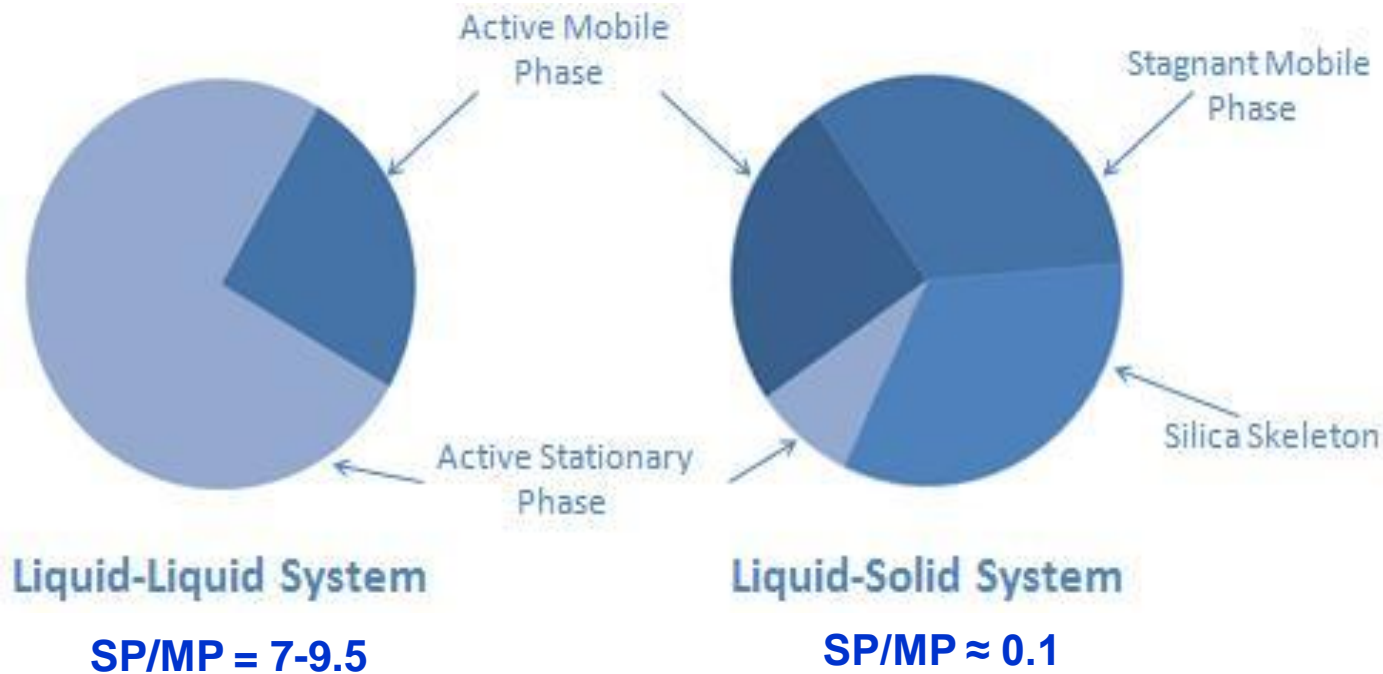 Active Mobile
Phase
Stagnant Mobile
Phase
Silica Skeleton
Active Stationary
Phase
Liquid-Liquid System
Liquid-Solid System
SP/MP = 7-9.5
SP/MP ≈ 0.1